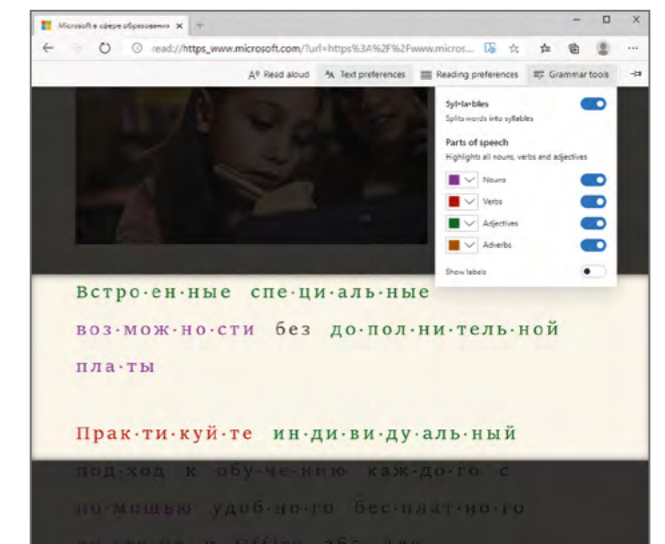 Microsoft в сфере образования
read://https_www.microsoft.com/?url=https%3A%2F%2Fwww.micros...
Read aloud Text preferences Reading preferences Grammar tools
Syl•la•bles
Splits words into syllables
Parts of speech
Highlights all nouns, verbs and adjectives
Nouns
Verbs
Adjectives
Adverbs
Show labels
Встро·ен·ные спе·ци·аль·ные
воз·мож·но·сти без до·пол·ни·тель·ной
пла·ты
Прак·ти·куй·те ин·ди·ви·ду·аль·ный
под·ход к обу·че·нию каж·до·го с
по·мощью удоб·но·го бес·плат·но·го
Office 365 для